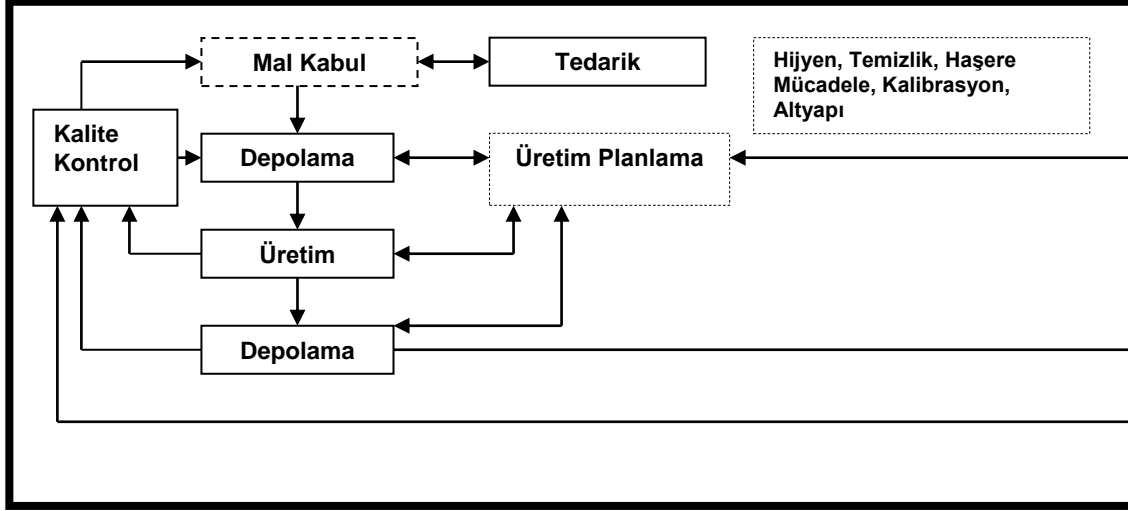 Mal Kabul
Tedarik
Hijyen, Temizlik, Haşere
Mücadele, Kalibrasyon,
Altyapı
Kalite
Kontrol
Depolama
Üretim Planlama
Üretim
Depolama